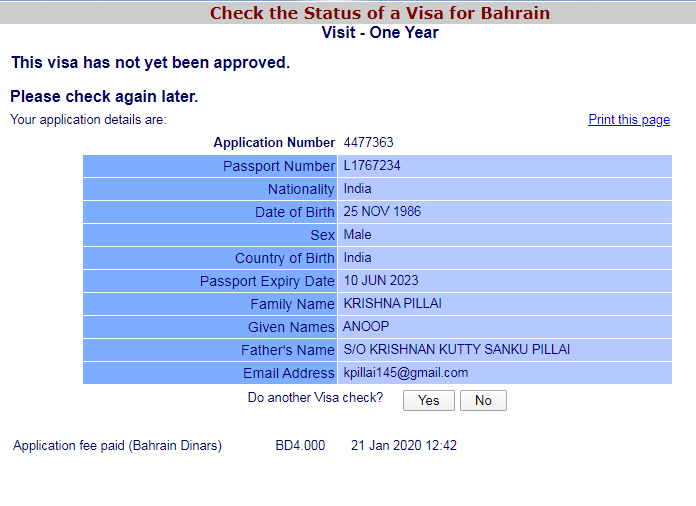 Check the Status of a Visa for Bahrain
Visit - One Year
This visa has not yet been approved.
Please check again later.
Your application details are: Print this page
Application Number 4477363
Passport Number L1767234
Nationality India
Date of Birth 25 NOV 1986
Sex Male
Country of Birth India
Passport Expiry Date 10 JUN 2023
Family Name KRISHNA PILLAI
Given Names ANOOP
Father's Name S/O KRISHNAN KUTTY SANKU PILLAI
Email Address kpillai145@gmail.com
Do another Visa check? Yes No
Application fee paid (Bahrain Dinars) BD4.000 21 Jan 2020 12:42